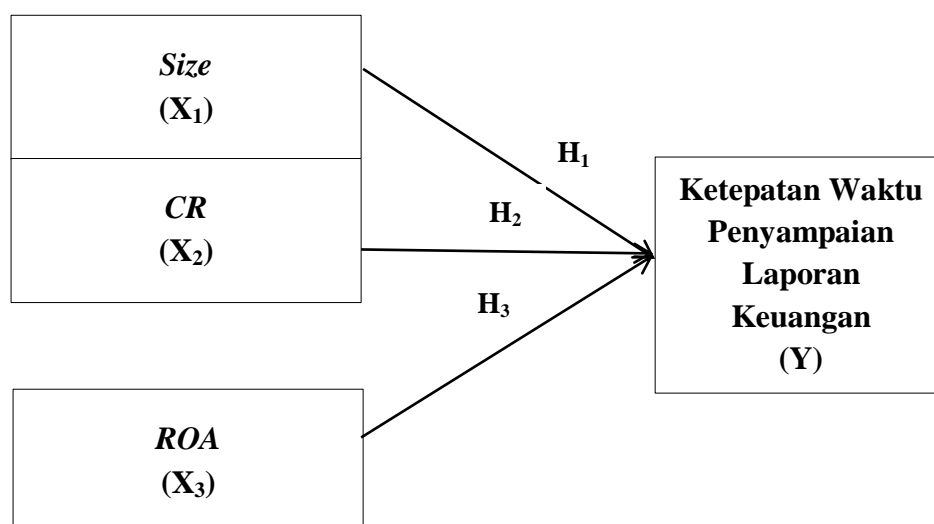 Size
(X₁)
H₁
CR
(X₂)
H₂
Ketepatan Waktu
Penyampaian
Laporan
Keuangan
(Y)
H₃
ROA
(X₃)